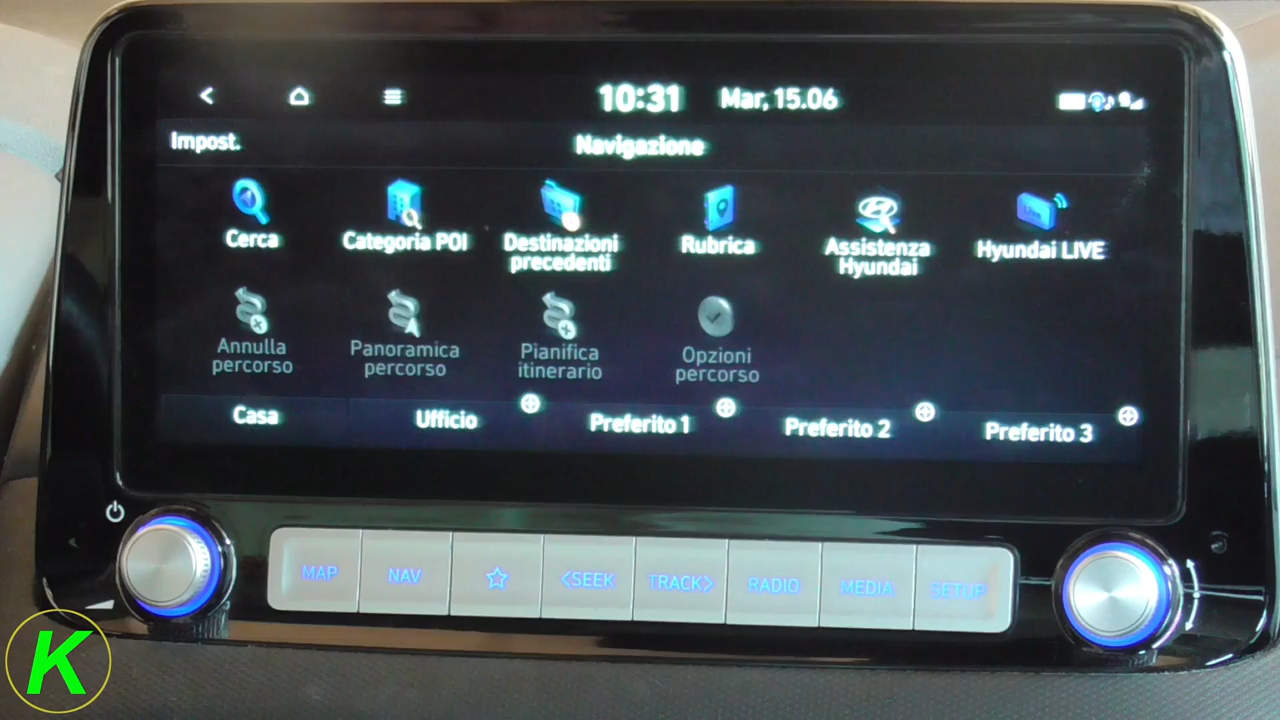 10:31 Mar, 15.06
Impost. Navigazione
Cerca Categoria POI Destinazioni precedenti Rubrica Assistenza Hyundai Hyundai LIVE
Annulla percorso Panoramica percorso Pianifica itinerario Opzioni percorso
Casa Ufficio Preferito 1 Preferito 2 Preferito 3
MAP NAV <SEEK TRACK> RADIO MEDIA SETUP
K